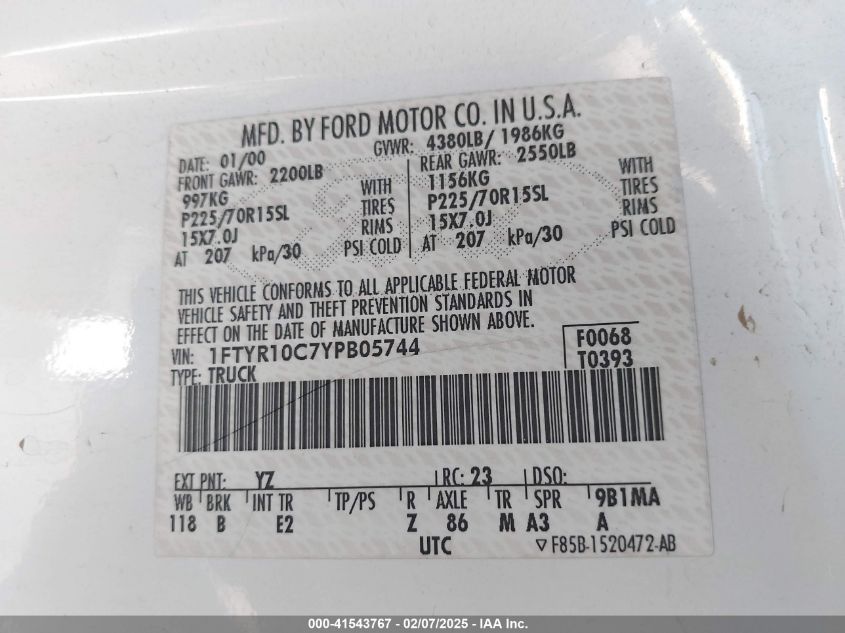 MFD. BY FORD MOTOR CO. IN U.S.A.
DATE: 01/00 GVWR: 4380LB/ 1986KG
FRONT GAWR: 2200LB REAR GAWR: 2550LB
997KG WITH 1156KG WITH
P225/70R15SL TIRES P225/70R15SL TIRES
15X7.0J RIMS 15X7.0J RIMS
AT 207 kPa/30 PSI COLD AT 207 kPa/30 PSI COLD
THIS VEHICLE CONFORMS TO ALL APPLICABLE FEDERAL MOTOR
VEHICLE SAFETY AND THEFT PREVENTION STANDARDS IN
EFFECT ON THE DATE OF MANUFACTURE SHOWN ABOVE.
VIN: 1FTYR10C7YPB05744 F0068
TYPE: TRUCK T0393
EXT PNT: YZ RC: 23 DSO:
WB BRK INT TR TP/PS R AXLE TR SPR 9B1MA
118 B E2 Z 86 M A3 A
UTC ▽F85B-1520472-AB
000-41543767 - 02/07/2025 - IAA Inc.